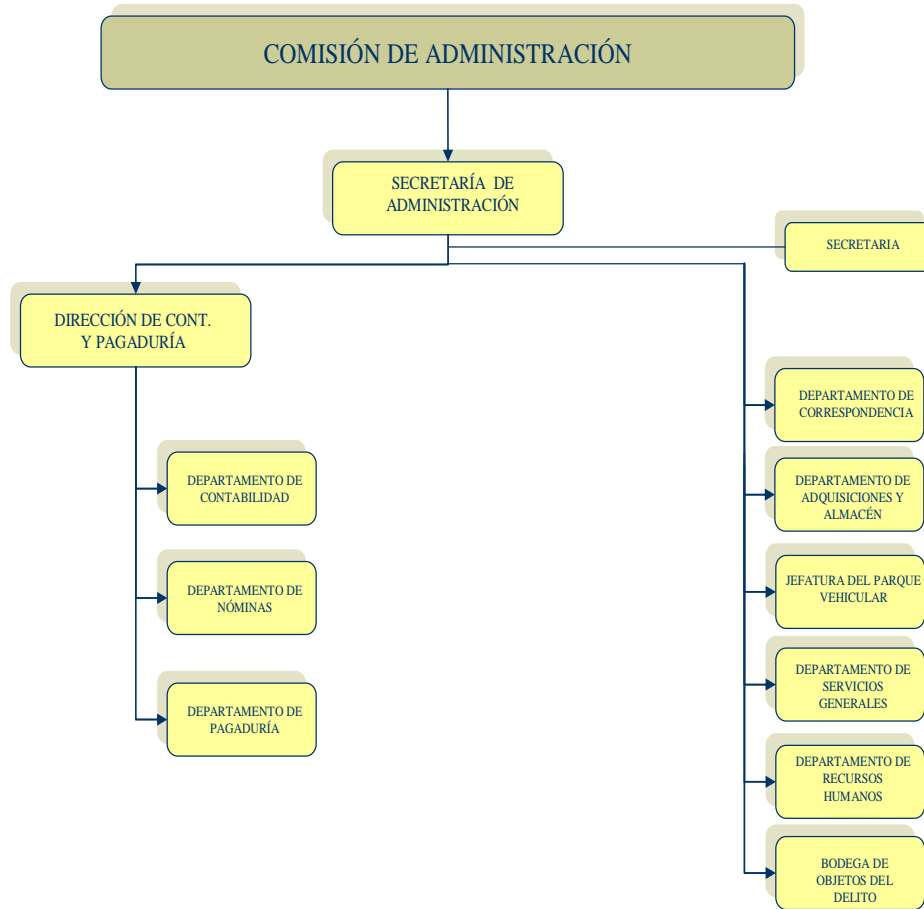 COMISIÓN DE ADMINISTRACIÓN
SECRETARÍA DE
ADMINISTRACIÓN
SECRETARIA
DIRECCIÓN DE CONT.
Y PAGADURÍA
DEPARTAMENTO DE
CONTABILIDAD
DEPARTAMENTO DE
NÓMINAS
DEPARTAMENTO DE
PAGADURÍA
DEPARTAMENTO DE
CORRESPONDENCIA
DEPARTAMENTO DE
ADQUISICIONES Y
ALMACÉN
JEFATURA DEL PARQUE
VEHICULAR
DEPARTAMENTO DE
SERVICIOS
GENERALES
DEPARTAMENTO DE
RECURSOS
HUMANOS
BODEGA DE
OBJETOS DEL
DELITO